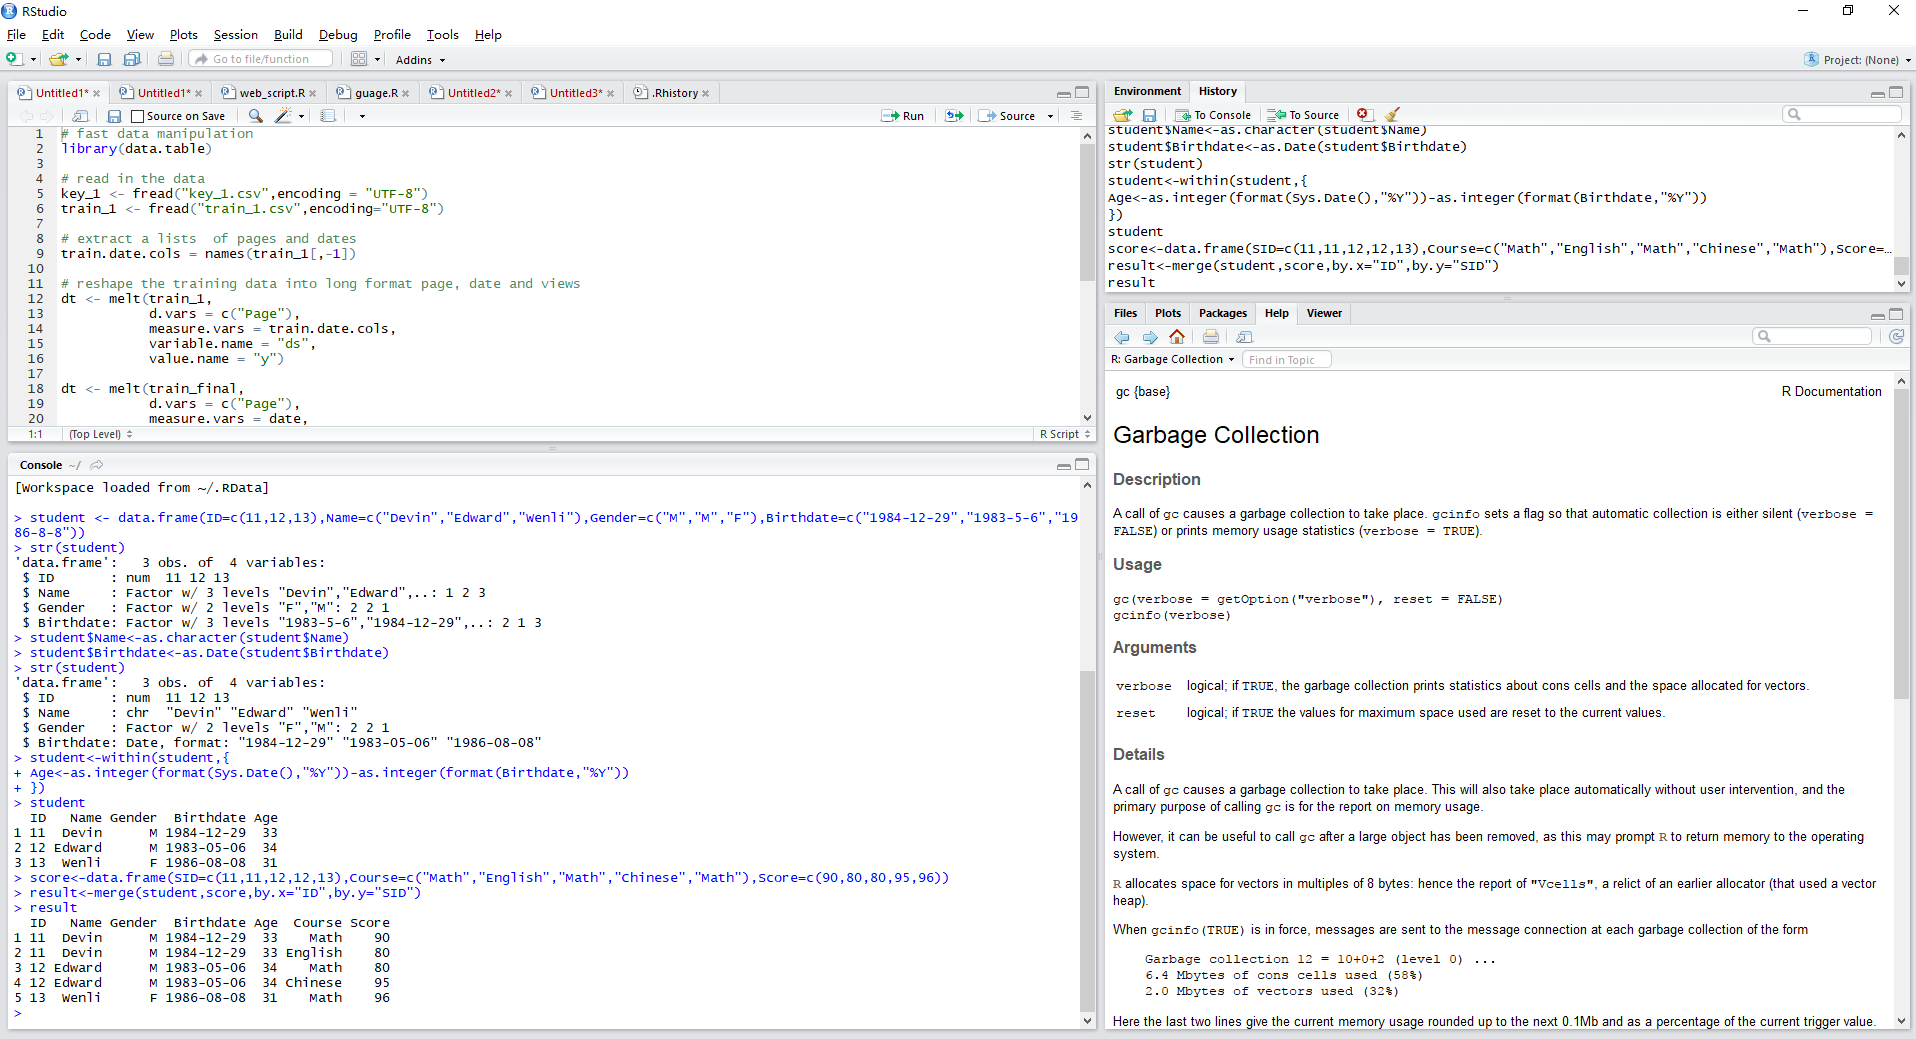 RStudio
File Edit Code View Plots Session Build Debug Profile Tools Help
Go to file/function Addins Project: (None)
Untitled1* Untitled1* web_script.R guage.R Untitled2* Untitled3* .Rhistory
Source on Save Run Source
1 # fast data manipulation
2 library(data.table)
3
4 # read in the data
5 key_1 <- fread("key_1.csv",encoding = "UTF-8")
6 train_1 <- fread("train_1.csv",encoding="UTF-8")
7
8 # extract a lists  of pages and dates
9 train.date.cols = names(train_1[,-1])
10
11 # reshape the training data into long format page, date and views
12 dt <- melt(train_1,
13            d.vars = c("Page"),
14            measure.vars = train.date.cols,
15            variable.name = "ds",
16            value.name = "y")
17
18 dt <- melt(train_final,
19            d.vars = c("Page"),
20            measure.vars = date,
1:1 (Top Level) R Script
Console ~/
[Workspace loaded from ~/.RData]
> student <- data.frame(ID=c(11,12,13),Name=c("Devin","Edward","Wenli"),Gender=c("M","M","F"),Birthdate=c("1984-12-29","1983-5-6","19
86-8-8"))
> str(student)
'data.frame':   3 obs. of  4 variables:
 $ ID       : num  11 12 13
 $ Name     : Factor w/ 3 levels "Devin","Edward",..: 1 2 3
 $ Gender   : Factor w/ 2 levels "F","M": 2 2 1
 $ Birthdate: Factor w/ 3 levels "1983-5-6","1984-12-29",..: 2 1 3
> student$Name<-as.character(student$Name)
> student$Birthdate<-as.Date(student$Birthdate)
> str(student)
'data.frame':   3 obs. of  4 variables:
 $ ID       : num  11 12 13
 $ Name     : chr  "Devin" "Edward" "Wenli"
 $ Gender   : Factor w/ 2 levels "F","M": 2 2 1
 $ Birthdate: Date, format: "1984-12-29" "1983-05-06" "1986-08-08"
> student<-within(student,{
+ Age<-as.integer(format(Sys.Date(),"%Y"))-as.integer(format(Birthdate,"%Y"))
+ })
> student
  ID   Name Gender  Birthdate Age
1 11  Devin      M 1984-12-29  33
2 12 Edward      M 1983-05-06  34
3 13  Wenli      F 1986-08-08  31
> score<-data.frame(SID=c(11,11,12,12,13),Course=c("Math","English","Math","Chinese","Math"),Score=c(90,80,80,95,96))
> result<-merge(student,score,by.x="ID",by.y="SID")
> result
  ID   Name Gender  Birthdate Age  Course Score
1 11  Devin      M 1984-12-29  33    Math    90
2 11  Devin      M 1984-12-29  33 English    80
3 12 Edward      M 1983-05-06  34    Math    80
4 12 Edward      M 1983-05-06  34 Chinese    95
5 13  Wenli      F 1986-08-08  31    Math    96
>
Environment History
To Console To Source
student$Name<-as.character(student$Name)
student$Birthdate<-as.Date(student$Birthdate)
str(student)
student<-within(student,{
Age<-as.integer(format(Sys.Date(),"%Y"))-as.integer(format(Birthdate,"%Y"))
})
student
score<-data.frame(SID=c(11,11,12,12,13),Course=c("Math","English","Math","Chinese","Math"),Score=…
result<-merge(student,score,by.x="ID",by.y="SID")
result
Files Plots Packages Help Viewer
R: Garbage Collection Find in Topic
gc {base} R Documentation
Garbage Collection
Description
A call of gc causes a garbage collection to take place. gcinfo sets a flag so that automatic collection is either silent (verbose =
FALSE) or prints memory usage statistics (verbose = TRUE).
Usage
gc(verbose = getOption("verbose"), reset = FALSE)
gcinfo(verbose)
Arguments
verbose logical; if TRUE, the garbage collection prints statistics about cons cells and the space allocated for vectors.
reset logical; if TRUE the values for maximum space used are reset to the current values.
Details
A call of gc causes a garbage collection to take place. This will also take place automatically without user intervention, and the
primary purpose of calling gc is for the report on memory usage.
However, it can be useful to call gc after a large object has been removed, as this may prompt R to return memory to the operating
system.
R allocates space for vectors in multiples of 8 bytes: hence the report of "Vcells", a relict of an earlier allocator (that used a vector
heap).
When gcinfo(TRUE) is in force, messages are sent to the message connection at each garbage collection of the form
Garbage collection 12 = 10+0+2 (level 0) ...
6.4 Mbytes of cons cells used (58%)
2.0 Mbytes of vectors used (32%)
Here the last two lines give the current memory usage rounded up to the next 0.1Mb and as a percentage of the current trigger value.